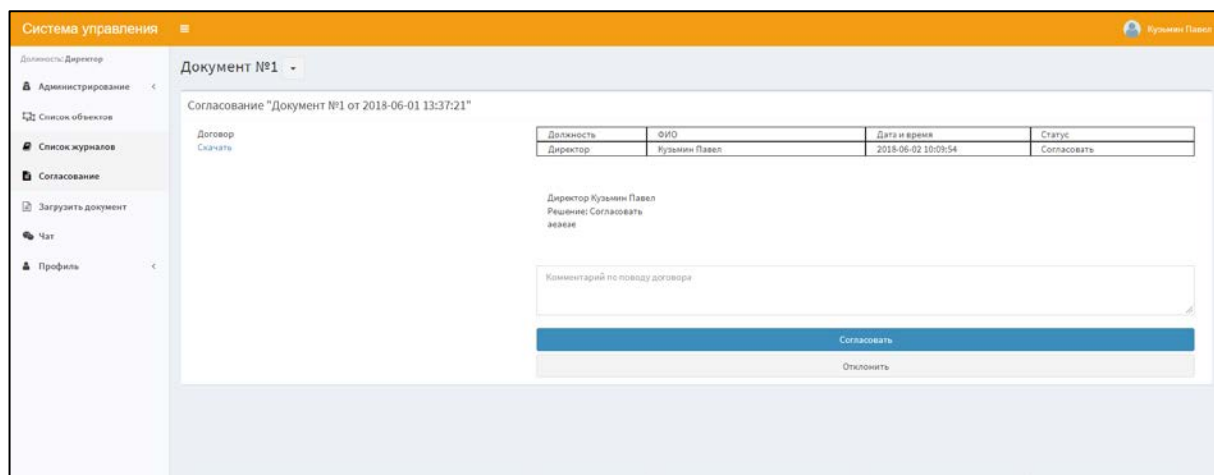 Система управления
Кузьмин Павел
Должность: Директор
Администрирование
Список объектов
Список журналов
Согласование
Загрузить документ
Чат
Профиль
Документ №1
Согласование "Документ №1 от 2018-06-01 13:37:21"
Договор
Скачать
Должность ФИО Дата и время Статус
Директор Кузьмин Павел 2018-06-02 10:09:54 Согласовать
Директор Кузьмин Павел
Решение: Согласовать
аеаеае
Комментарий по поводу договора
Согласовать
Отклонить